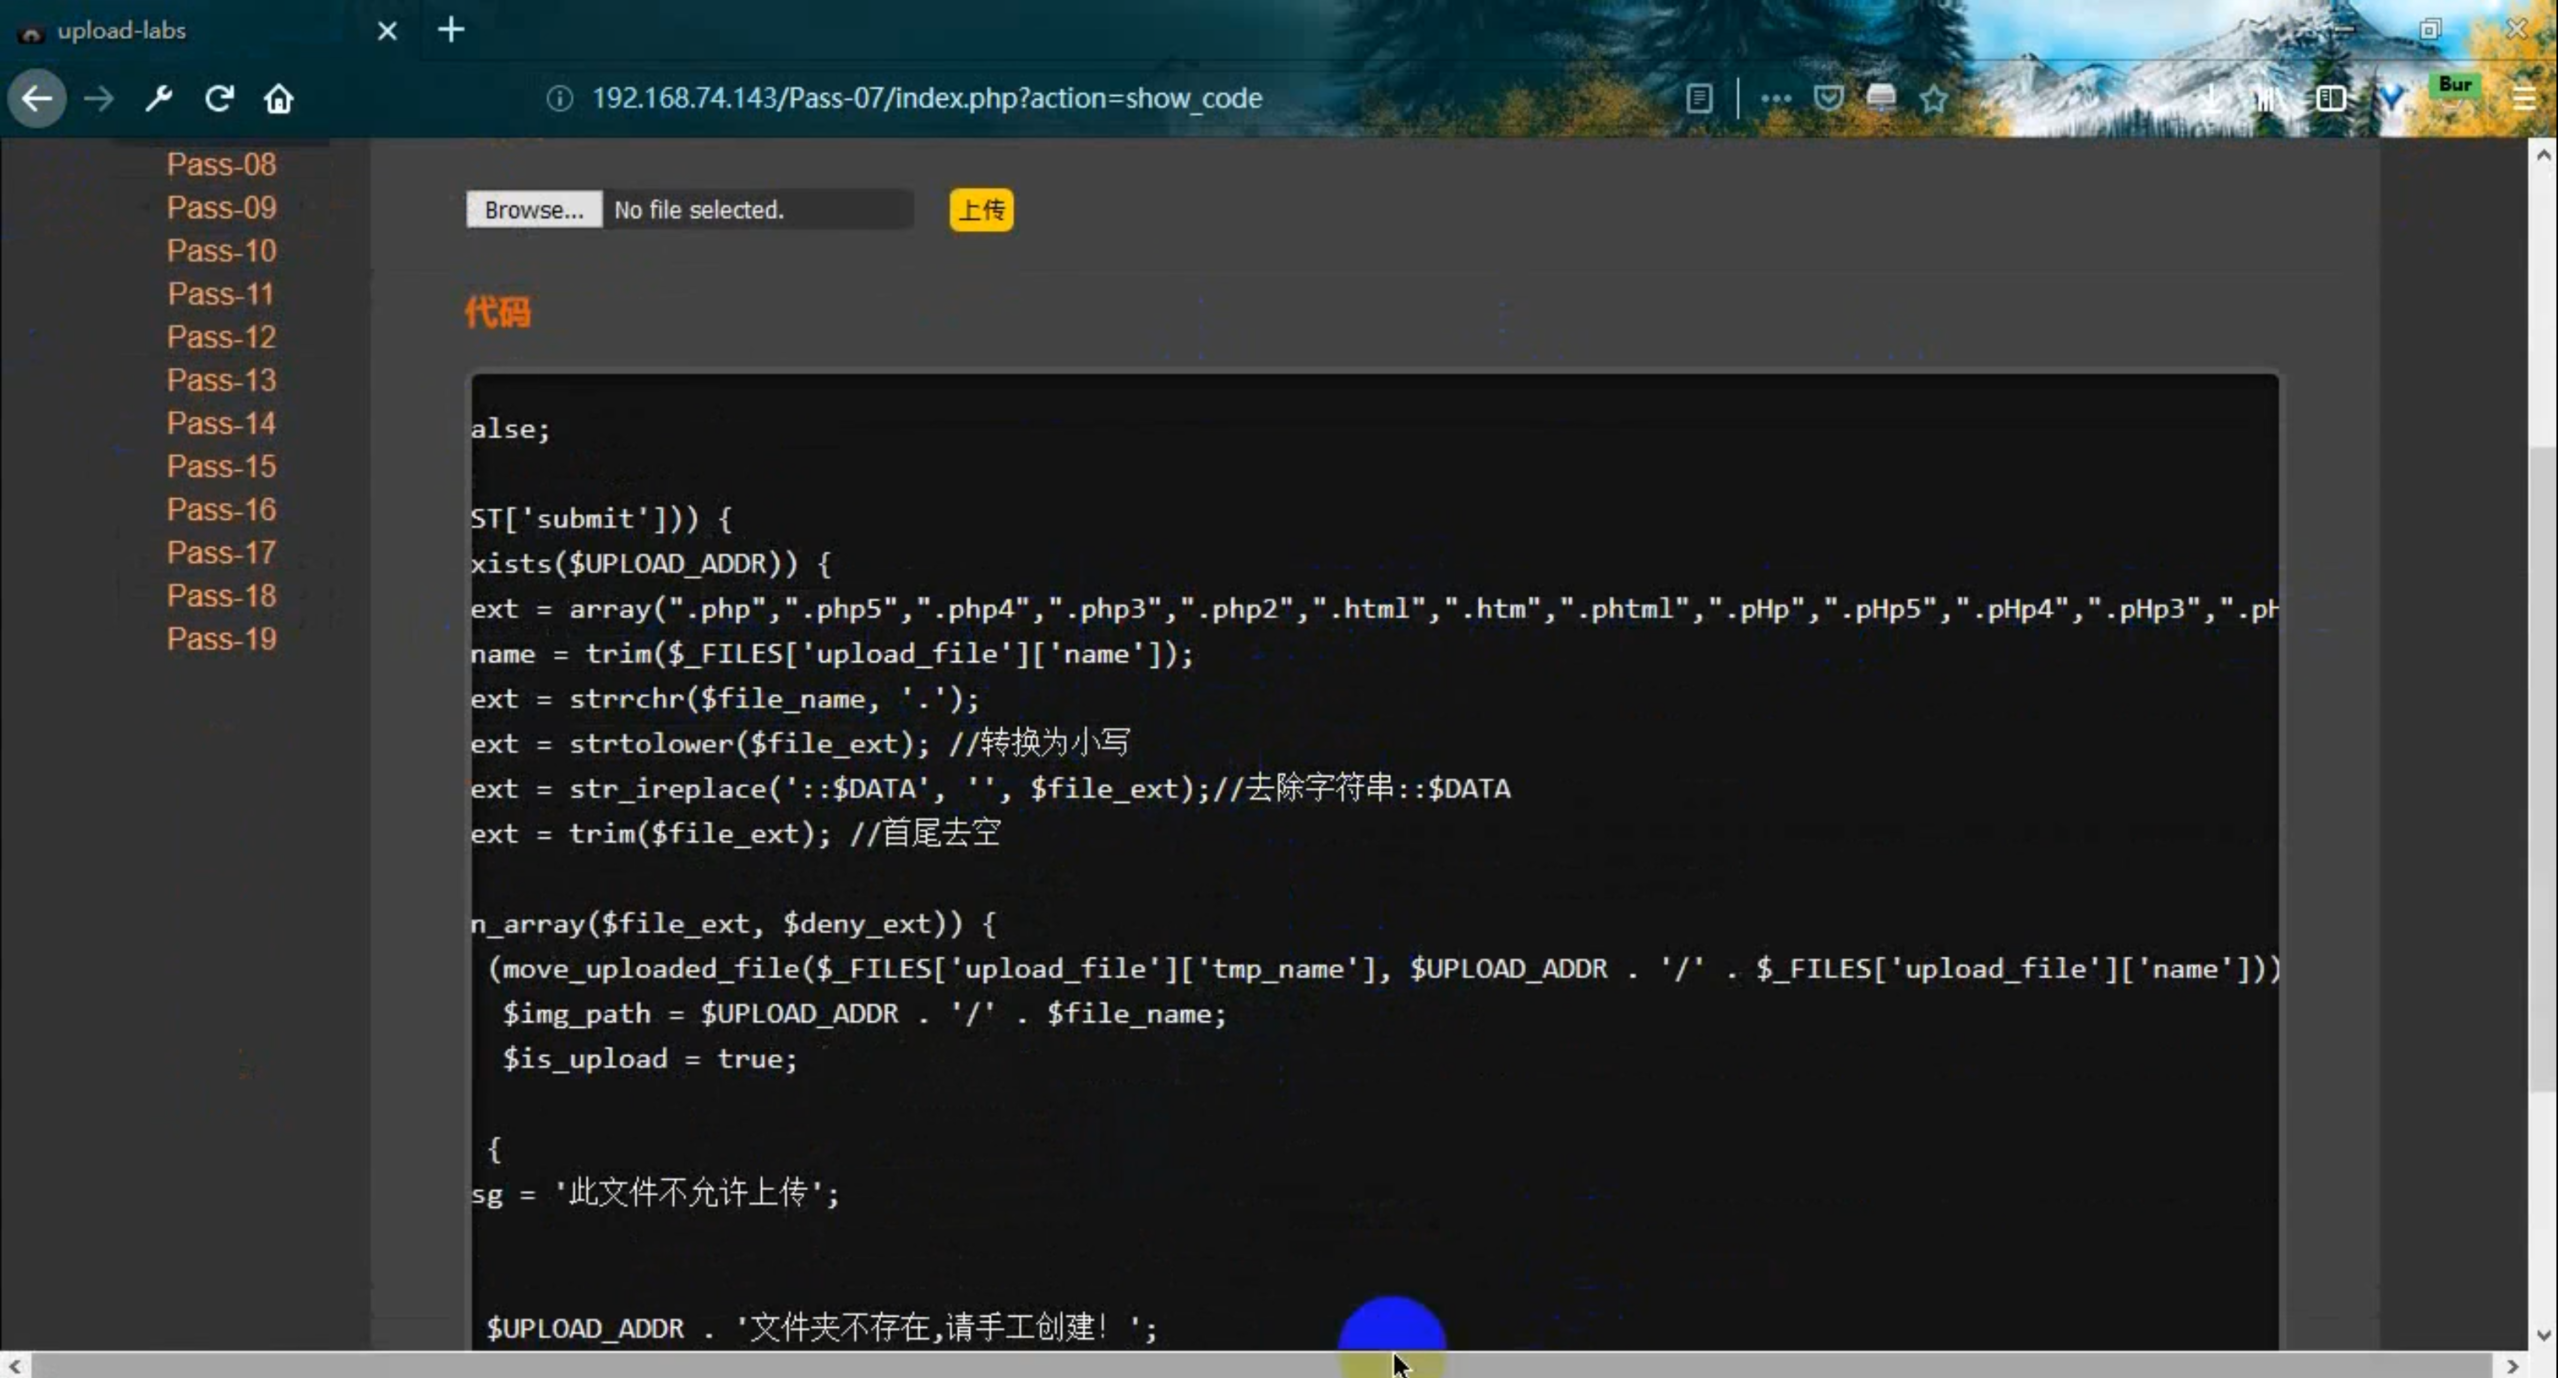 upload-labs
192.168.74.143/Pass-07/index.php?action=show_code
Bur
Pass-08
Pass-09
Pass-10
Pass-11
Pass-12
Pass-13
Pass-14
Pass-15
Pass-16
Pass-17
Pass-18
Pass-19
Browse... No file selected. 上传
代码
alse;
ST['submit'])) {
xists($UPLOAD_ADDR)) {
ext = array(".php",".php5",".php4",".php3",".php2",".html",".htm",".phtml",".pHp",".pHp5",".pHp4",".pHp3",".pH
name = trim($_FILES['upload_file']['name']);
ext = strrchr($file_name, '.');
ext = strtolower($file_ext); //转换为小写
ext = str_ireplace('::$DATA', '', $file_ext);//去除字符串::$DATA
ext = trim($file_ext); //首尾去空
n_array($file_ext, $deny_ext)) {
(move_uploaded_file($_FILES['upload_file']['tmp_name'], $UPLOAD_ADDR . '/' . $_FILES['upload_file']['name']))
$img_path = $UPLOAD_ADDR . '/' . $file_name;
$is_upload = true;
{
sg = '此文件不允许上传';
$UPLOAD_ADDR . '文件夹不存在,请手工创建！';